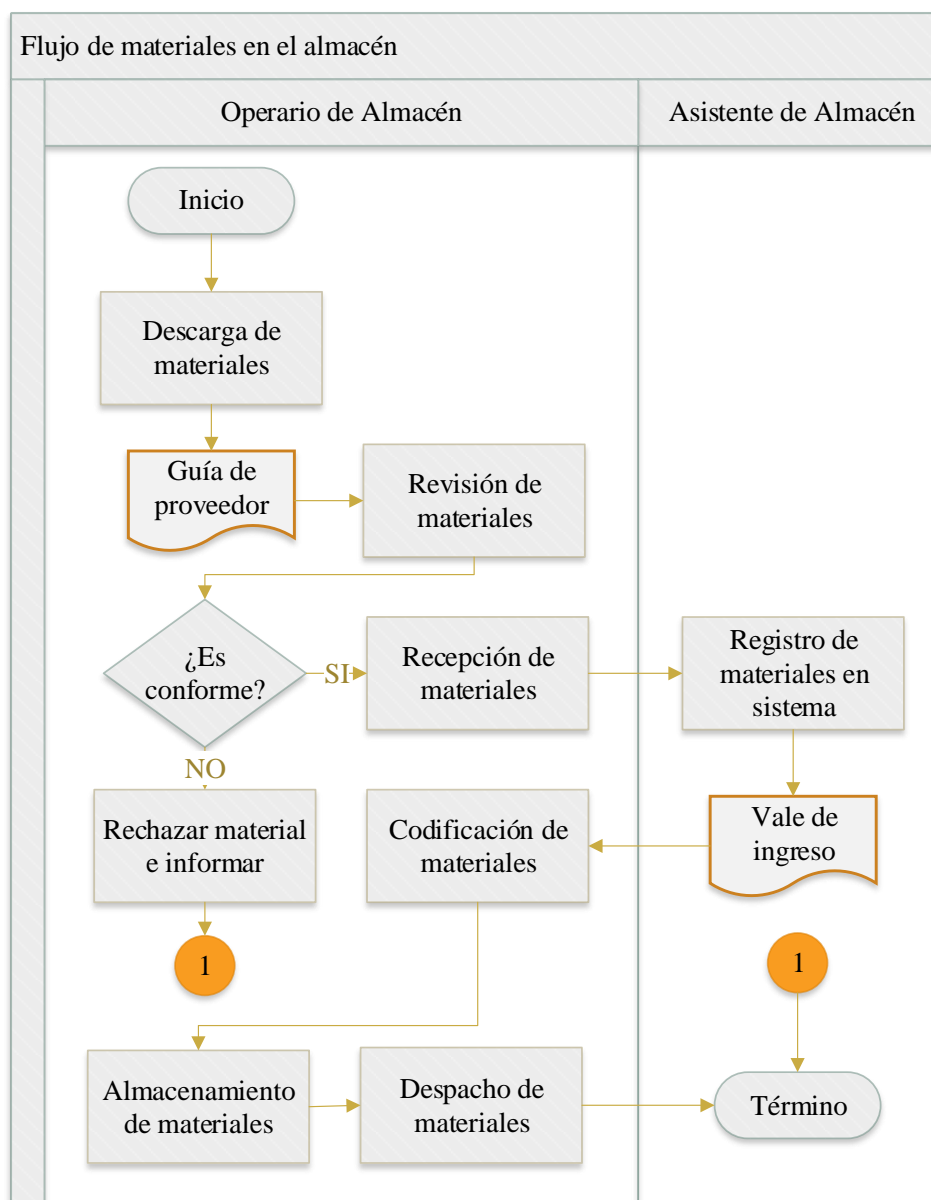 Flujo de materiales en el almacén
Operario de Almacén
Asistente de Almacén
Inicio
Descarga de
materiales
Guía de
proveedor
Revisión de
materiales
¿Es
conforme?
SI
Recepción de
materiales
Registro de
materiales en
sistema
NO
Rechazar material
e informar
Codificación de
materiales
Vale de
ingreso
1
1
Almacenamiento
de materiales
Despacho de
materiales
Término